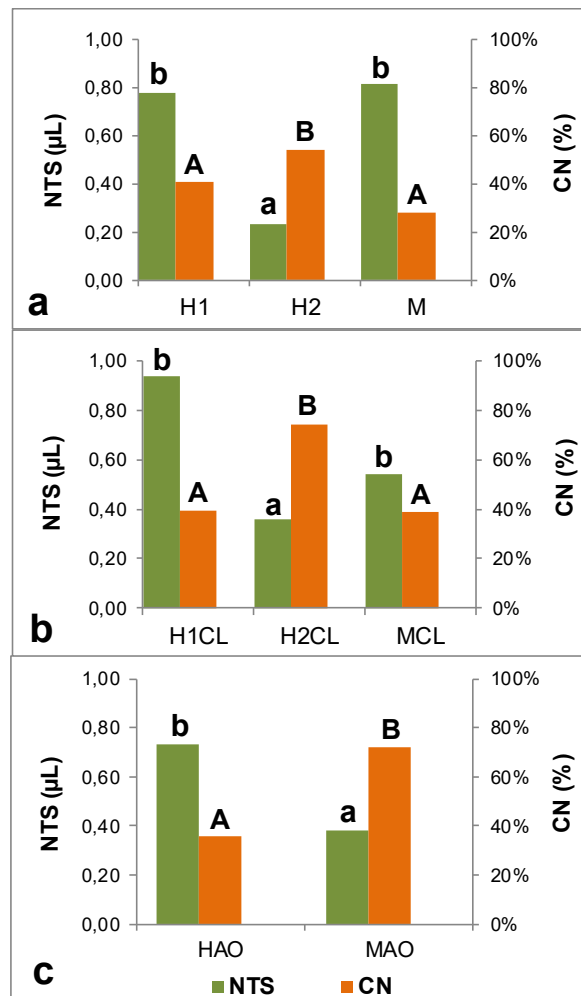 1,00
0,80
0,60
0,40
0,20
0,00
NTS (µL)
b
A
a
B
b
A
100%
80%
60%
40%
20%
0%
CN (%)
H1 H2 M
a
1,00
0,80
0,60
0,40
0,20
0,00
NTS (µL)
b
A
a
B
b
A
100%
80%
60%
40%
20%
0%
CN (%)
H1CL H2CL MCL
b
1,00
0,80
0,60
0,40
0,20
0,00
NTS (µL)
b
A
a
B
100%
80%
60%
40%
20%
0%
CN (%)
HAO MAO
c
NTS CN